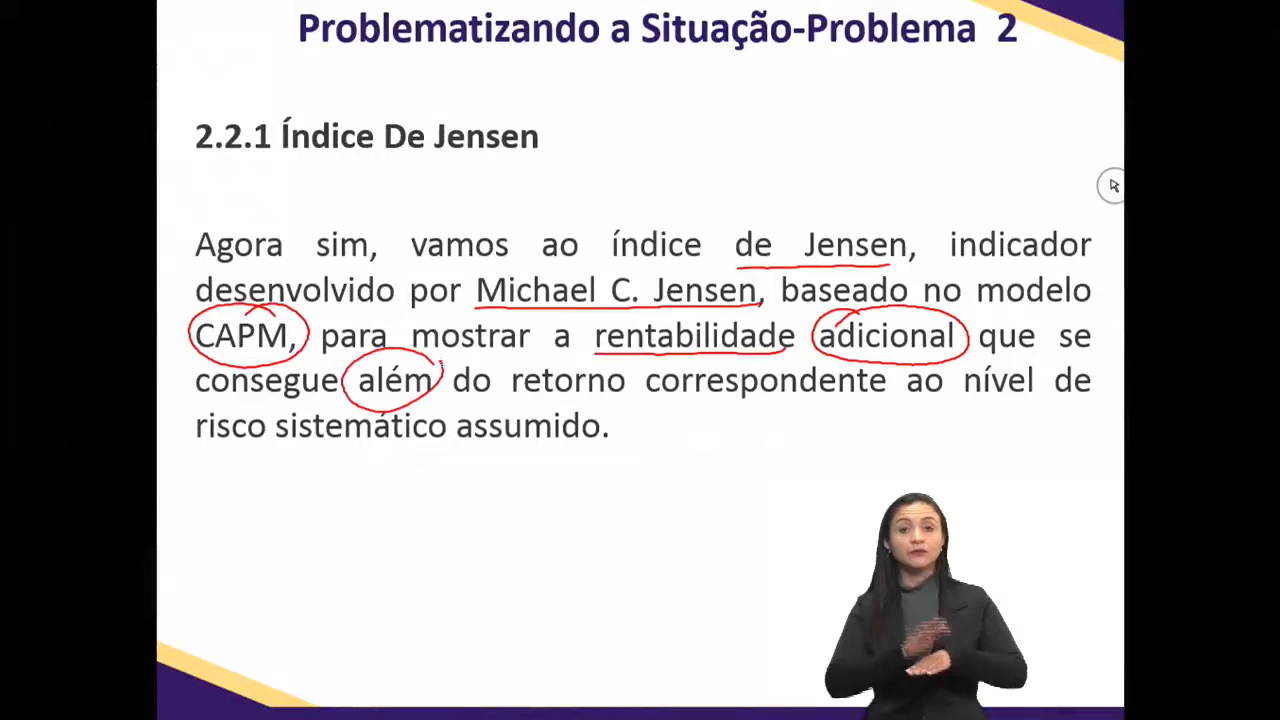 Problematizando a Situação-Problema 2
2.2.1 Índice De Jensen
Agora sim, vamos ao índice de Jensen, indicador
desenvolvido por Michael C. Jensen, baseado no modelo
CAPM, para mostrar a rentabilidade adicional que se
consegue além do retorno correspondente ao nível de
risco sistemático assumido.